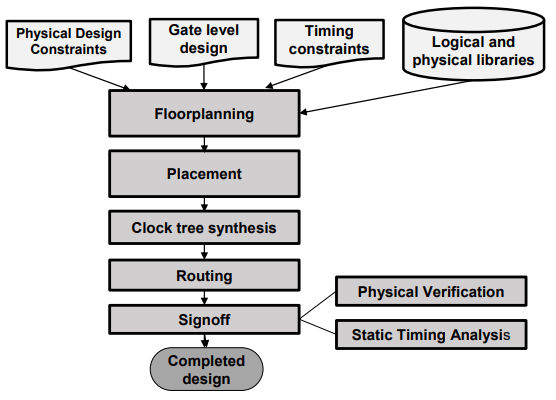 Physical Design
Constraints
Gate level
design
Timing
constraints
Logical and
physical libraries
Floorplanning
Placement
Clock tree synthesis
Routing
Signoff
Physical Verification
Static Timing Analysis
Completed
design